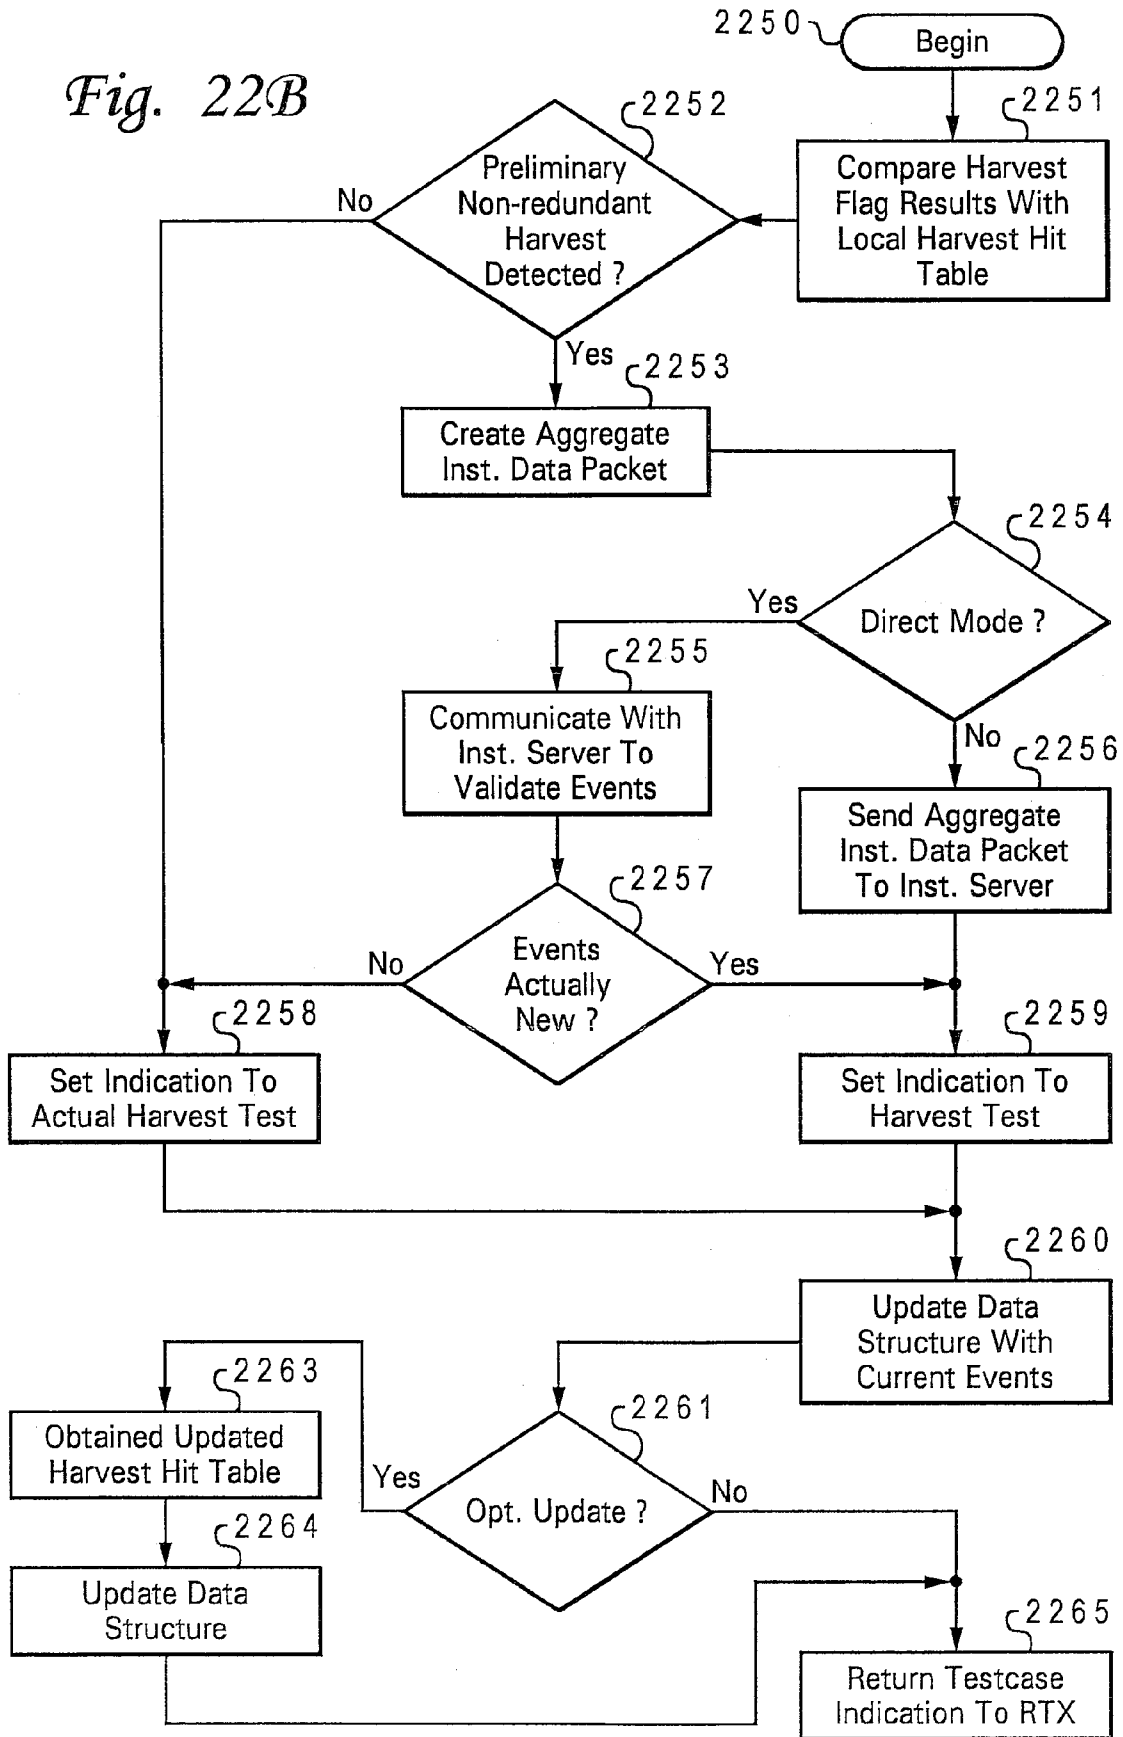 Fig. 22B
2250
Begin
2251
Compare Harvest
Flag Results With
Local Harvest Hit
Table
2252
Preliminary
Non-redundant
Harvest
Detected ?
No
Yes
2253
Create Aggregate
Inst. Data Packet
2254
Direct Mode ?
Yes
No
2255
Communicate With
Inst. Server To
Validate Events
2256
Send Aggregate
Inst. Data Packet
To Inst. Server
2257
Events
Actually
New ?
No
Yes
2258
Set Indication To
Actual Harvest Test
2259
Set Indication To
Harvest Test
2260
Update Data
Structure With
Current Events
2261
Opt. Update ?
Yes
No
2263
Obtained Updated
Harvest Hit Table
2264
Update Data
Structure
2265
Return Testcase
Indication To RTX